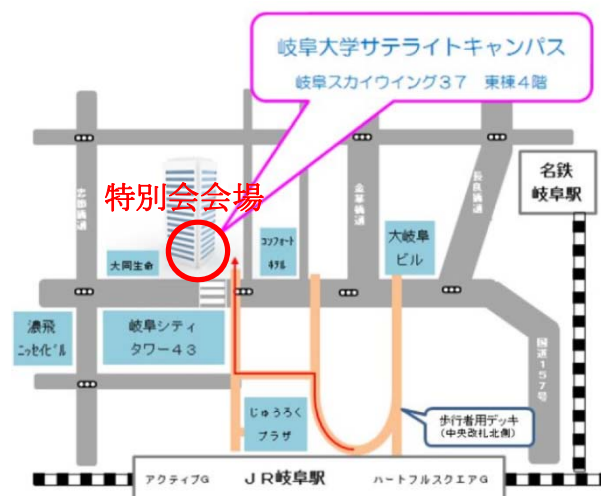 岐阜大学サテライトキャンパス
岐阜スカイウイング37 東棟4階
特別会会場
名鉄
岐阜駅
金華橋通
長良橋通
大同生命
コンフォート
ホテル
大岐阜
ビル
濃飛
ニッセイビル
岐阜シティ
タワー43
国道157号
じゅうろく
プラザ
歩行者用デッキ
(中央改札北側)
アクティブG
JR岐阜駅
ハートフルスクエアG